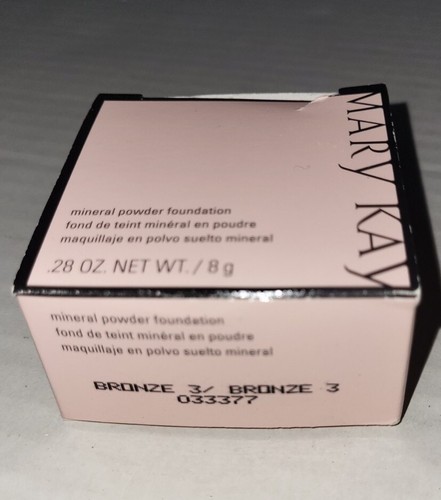 MARY KAY
mineral powder foundation
fond de teint minéral en poudre
maquillaje en polvo suelto mineral
.28 OZ. NET WT. / 8 g
mineral powder foundation
fond de teint minéral en poudre
maquillaje en polvo suelto mineral
BRONZE 3/ BRONZE 3
033377